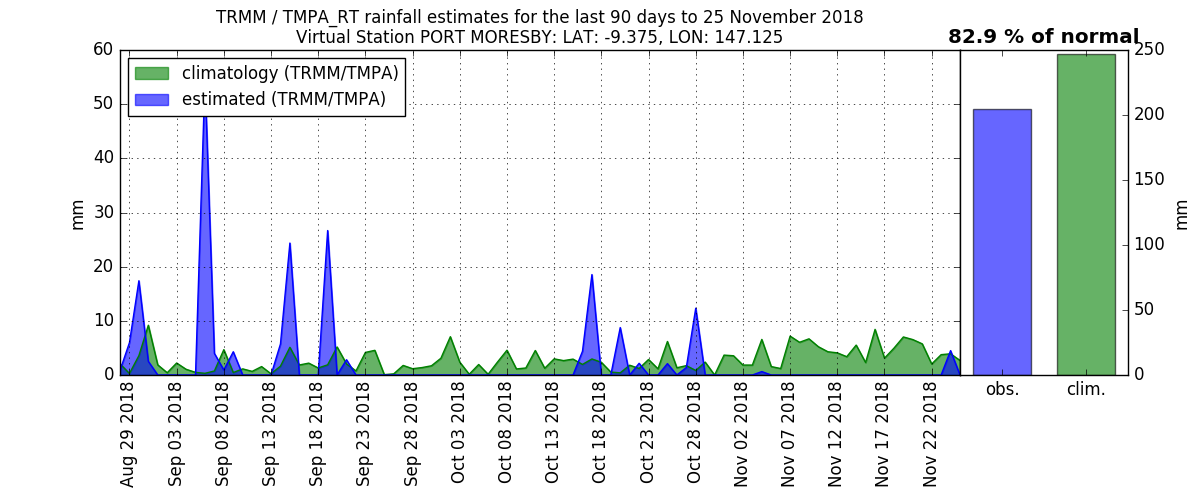 TRMM / TMPA_RT rainfall estimates for the last 90 days to 25 November 2018
Virtual Station PORT MORESBY: LAT: -9.375, LON: 147.125
82.9 % of normal
climatology (TRMM/TMPA)
estimated (TRMM/TMPA)
60
50
40
30
20
10
0
mm
250
200
150
100
50
0
mm
Aug 29 2018
Sep 03 2018
Sep 08 2018
Sep 13 2018
Sep 18 2018
Sep 23 2018
Sep 28 2018
Oct 03 2018
Oct 08 2018
Oct 13 2018
Oct 18 2018
Oct 23 2018
Oct 28 2018
Nov 02 2018
Nov 07 2018
Nov 12 2018
Nov 17 2018
Nov 22 2018
obs.
clim.